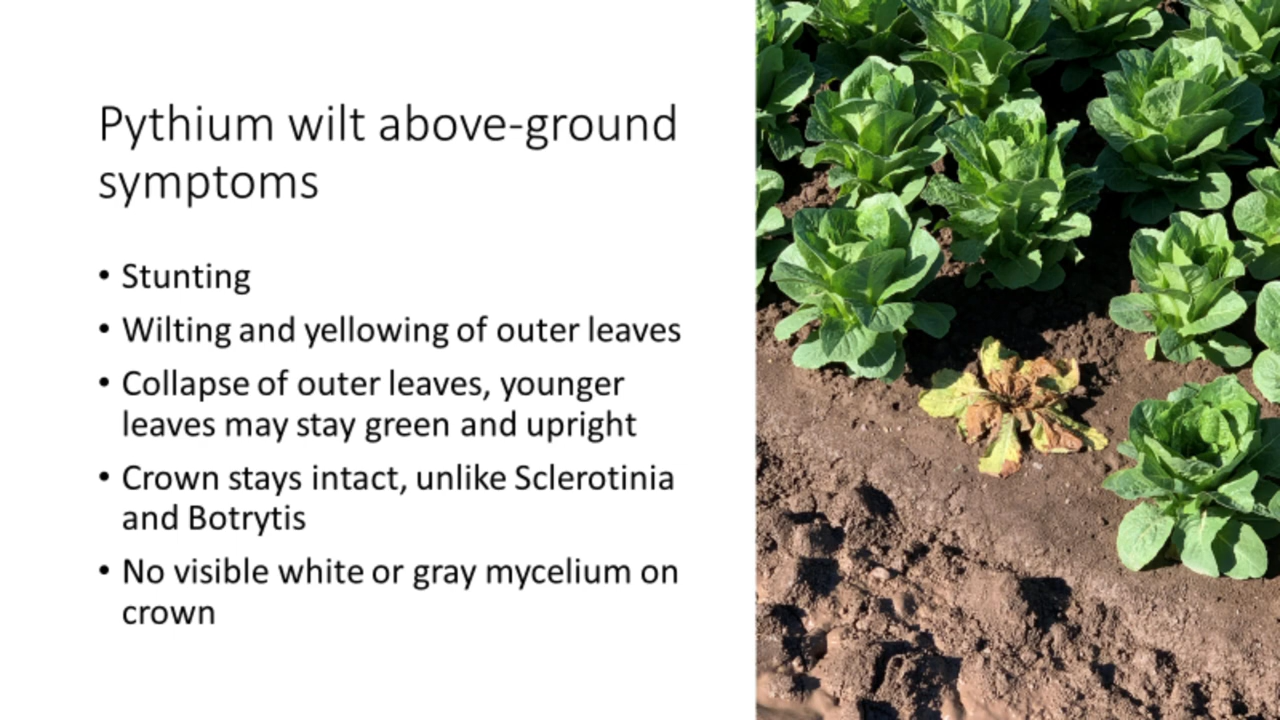 Pythium wilt above-ground
symptoms
• Stunting
• Wilting and yellowing of outer leaves
• Collapse of outer leaves, younger
leaves may stay green and upright
• Crown stays intact, unlike Sclerotinia
and Botrytis
• No visible white or gray mycelium on
crown